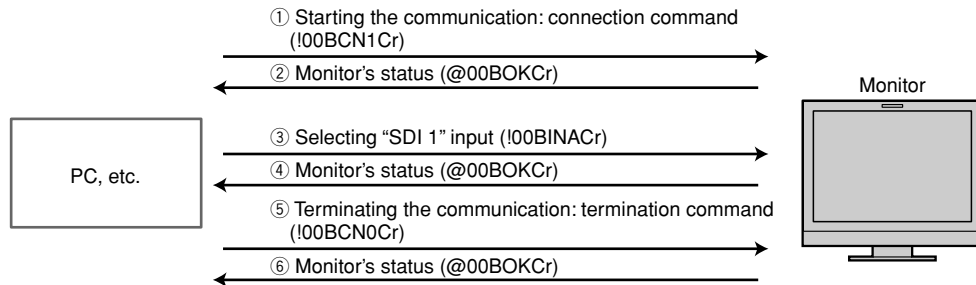 ① Starting the communication: connection command
(!00BCN1Cr)
② Monitor’s status (@00BOKCr)
Monitor
③ Selecting “SDI 1” input (!00BINACr)
PC, etc.
④ Monitor’s status (@00BOKCr)
⑤ Terminating the communication: termination command
(!00BCN0Cr)
⑥ Monitor’s status (@00BOKCr)